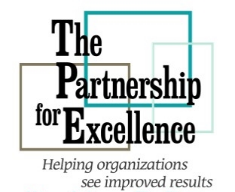 The
Partnership
for Excellence
Helping organizations
see improved results